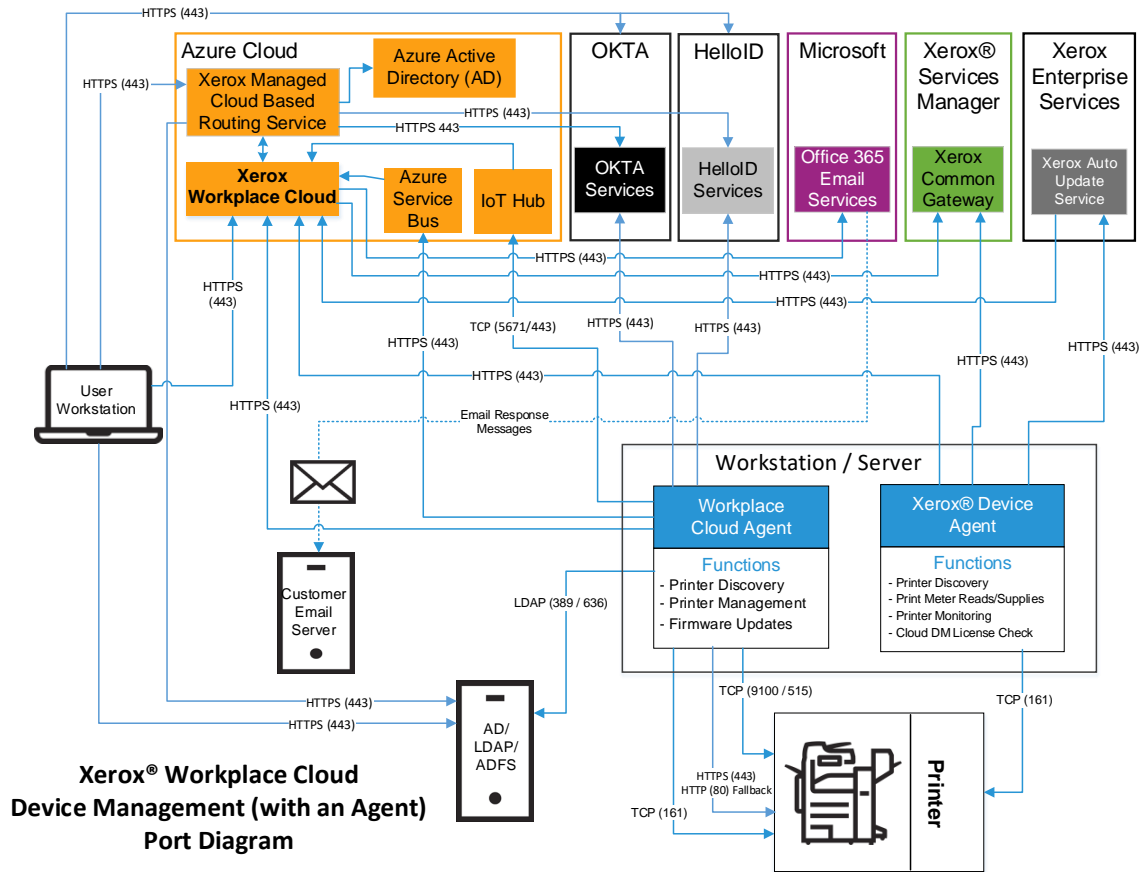 HTTPS (443)
Azure Cloud
Xerox Managed
Cloud Based
Routing Service
Azure Active
Directory (AD)
OKTA
HelloID
Microsoft
Xerox®
Services
Manager
Xerox
Enterprise
Services
HTTPS (443)
HTTPS (443)
HTTPS 443
Xerox
Workplace Cloud
Azure
Service
Bus
IoT Hub
OKTA
Services
HelloID
Services
Office 365
Email
Services
Xerox
Common
Gateway
Xerox Auto
Update
Service
HTTPS (443)
HTTPS (443)
HTTPS
(443)
HTTPS (443)
TCP (5671/443)
HTTPS (443)
HTTPS (443)
HTTPS (443)
HTTPS (443)
HTTPS (443)
HTTPS (443)
HTTPS (443)
HTTPS (443)
User
Workstation
Email Response
Messages
Workstation / Server
Workplace
Cloud Agent
Functions
- Printer Discovery
- Printer Management
- Firmware Updates
Xerox® Device
Agent
Functions
- Printer Discovery
- Print Meter Reads/Supplies
- Printer Monitoring
- Cloud DM License Check
Customer
Email
Server
LDAP (389 / 636)
TCP (9100 / 515)
TCP (161)
HTTPS (443)
HTTPS (443)
AD/
LDAP/
ADFS
HTTPS (443)
HTTP (80) Fallback
TCP (161)
Printer
Xerox® Workplace Cloud
Device Management (with an Agent)
Port Diagram